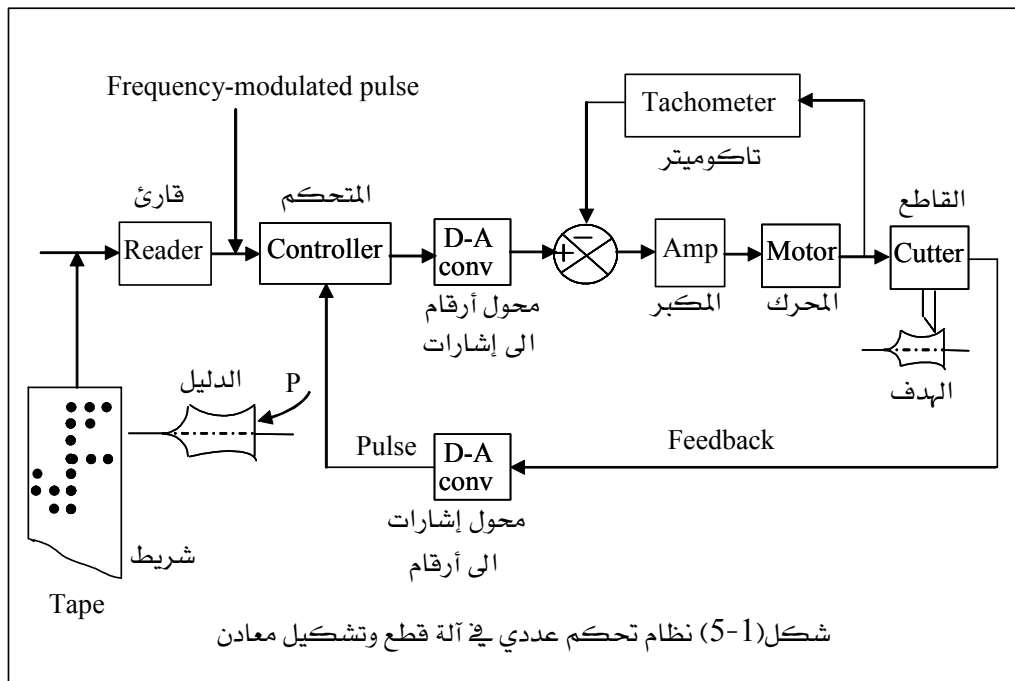 Frequency-modulated pulse
Tachometer
تاكوميتر
قارئ
المتحكم
القاطع
Reader
Controller
D-A
conv
+
−
Amp
Motor
Cutter
محول أرقام
الى إشارات
المكبر
المحرك
الهدف
الدليل
P
Pulse
D-A
conv
Feedback
محول إشارات
الى أرقام
شريط
Tape
شكل(1-5) نظام تحكم عددي في آلة قطع وتشكيل معادن